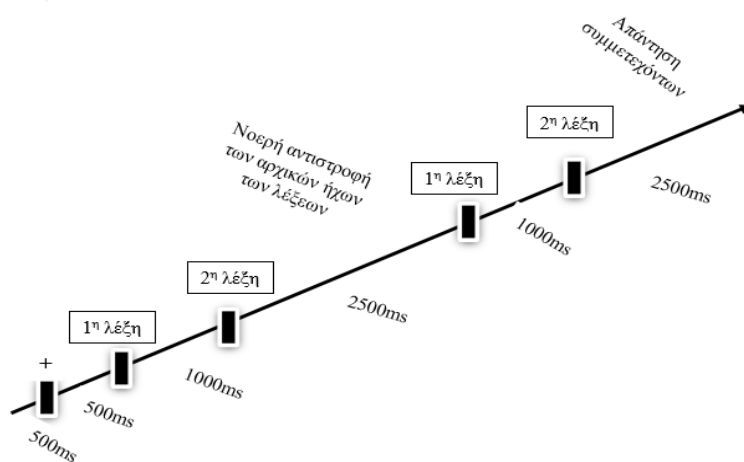 Απάντηση
συμμετεχόντων
2η λέξη
Νοερή αντιστροφή
των αρχικών ήχων
των λέξεων
1η λέξη
2500ms
1000ms
2η λέξη
2500ms
1η λέξη
+
1000ms
500ms
500ms